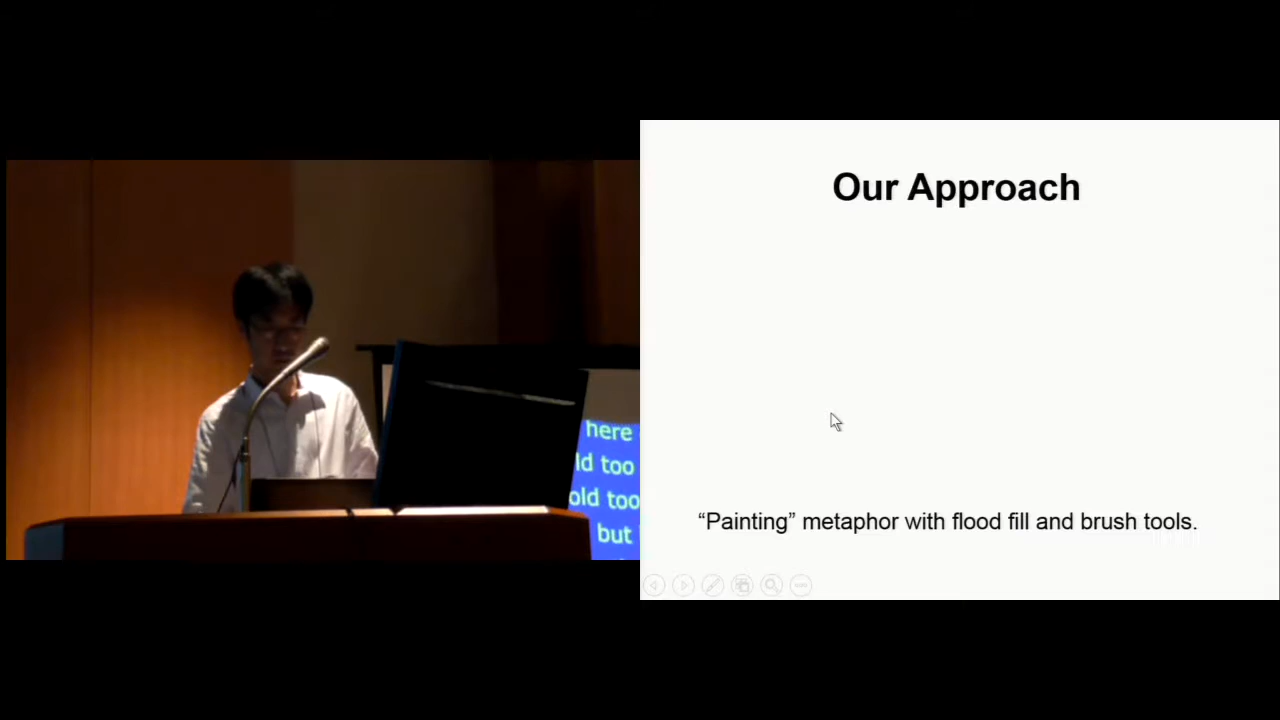 Our Approach
“Painting” metaphor with flood fill and brush tools.
here
ld too
old too
but